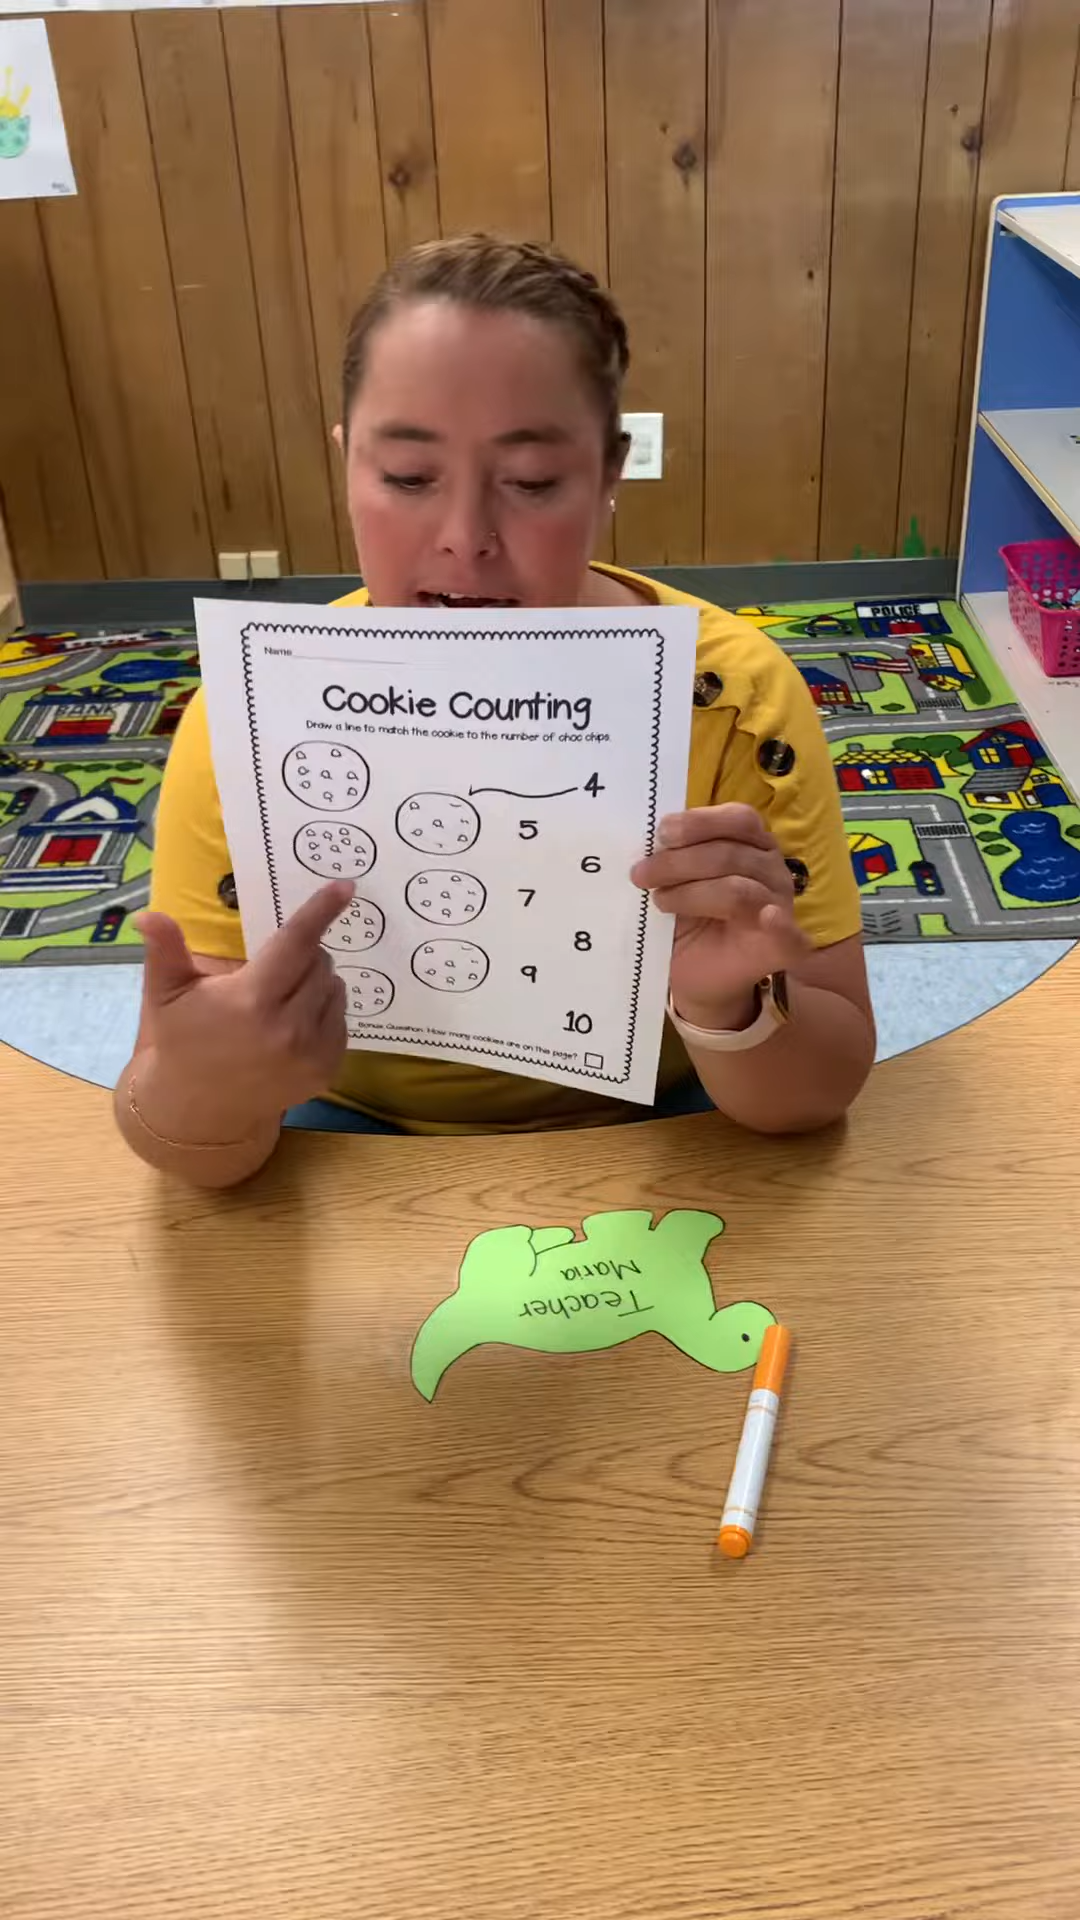 Name
Cookie Counting
Draw a line to match the cookie to the number of choc chips.
4
5
6
7
8
9
10
Bonus Question: How many cookies are on this page?
Teacher
Maria
BANK
POLICE